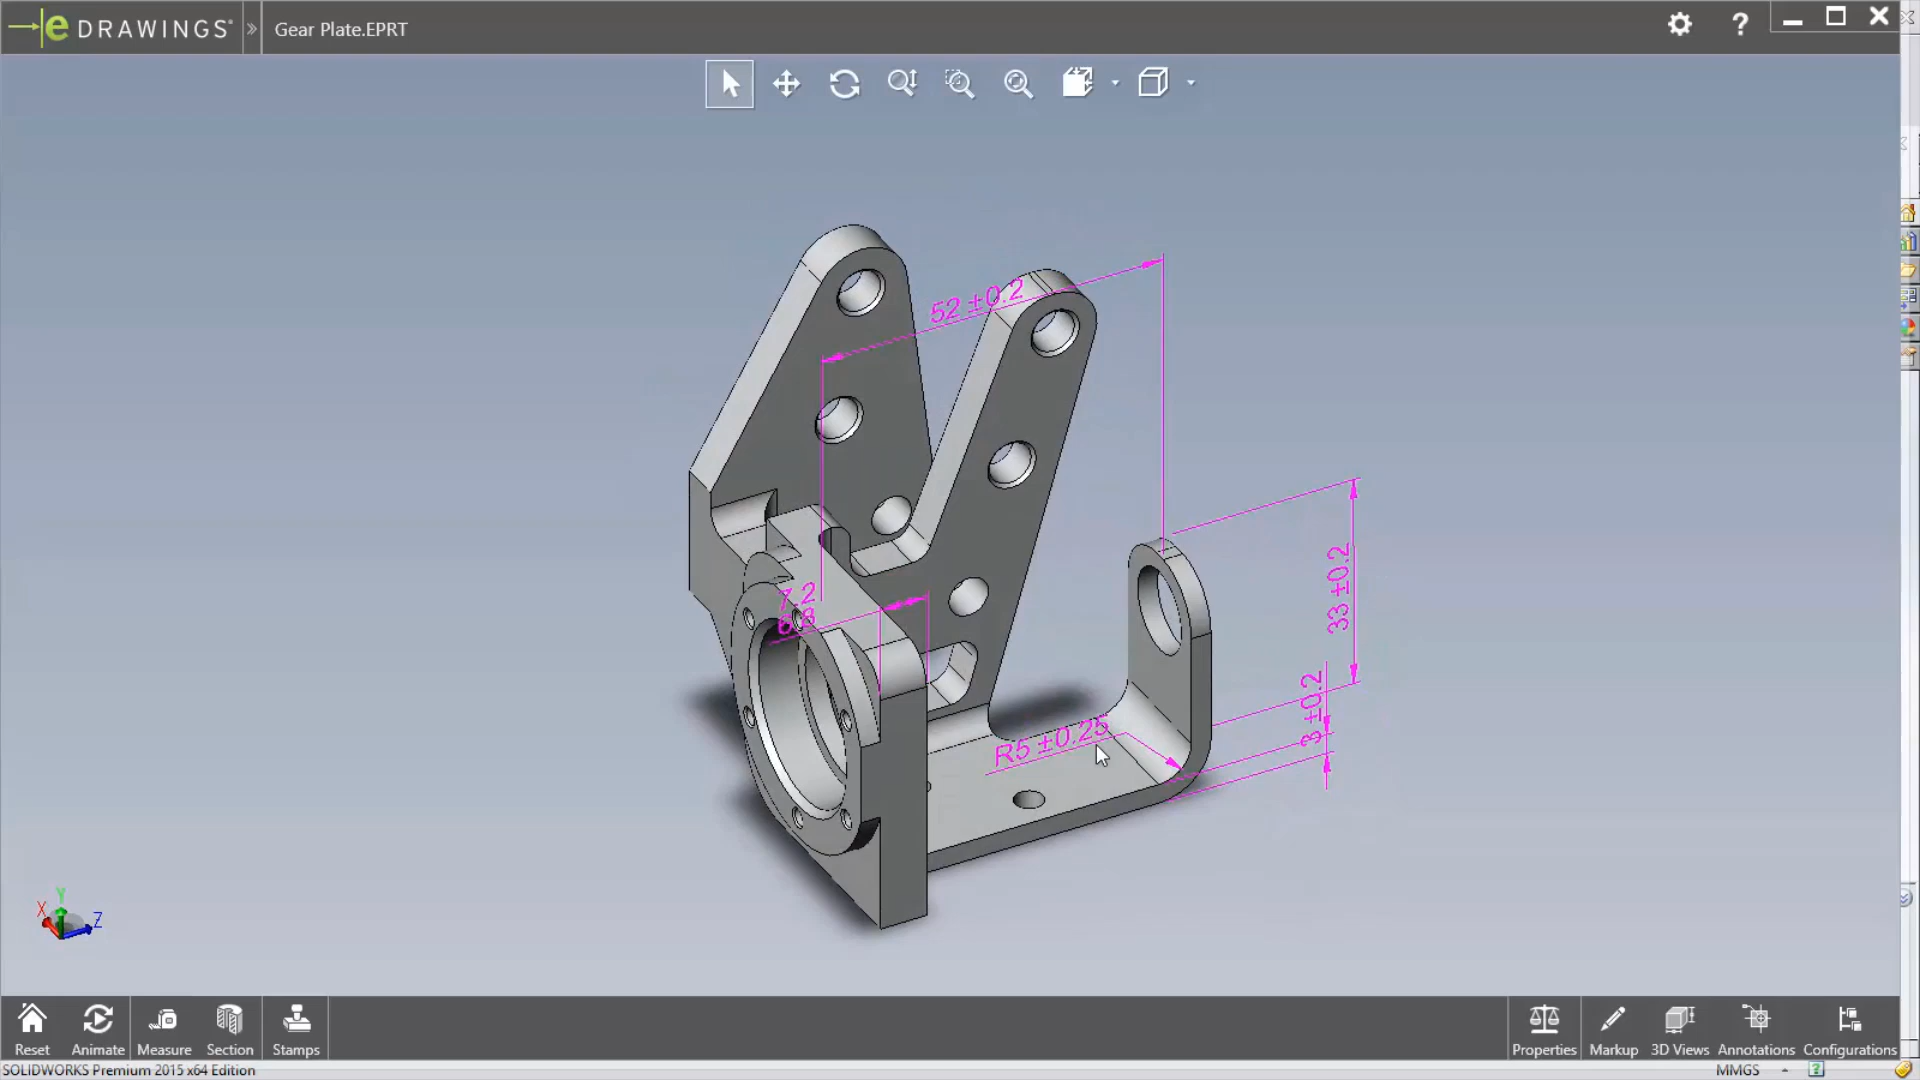 eDRAWINGS® »
Gear Plate.EPRT
?
52 ±0.2
7.2
6.8
33 ±0.2
3 ±0.2
R5 ±0.25
X
Y
Z
Reset
Animate
Measure
Section
Stamps
Properties
Markup
3D Views
Annotations
Configurations
SOLIDWORKS Premium 2015 x64 Edition
MMGS
?